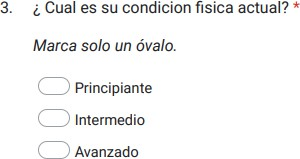 3. ¿ Cual es su condicion fisica actual? *
Marca solo un óvalo.
Principiante
Intermedio
Avanzado